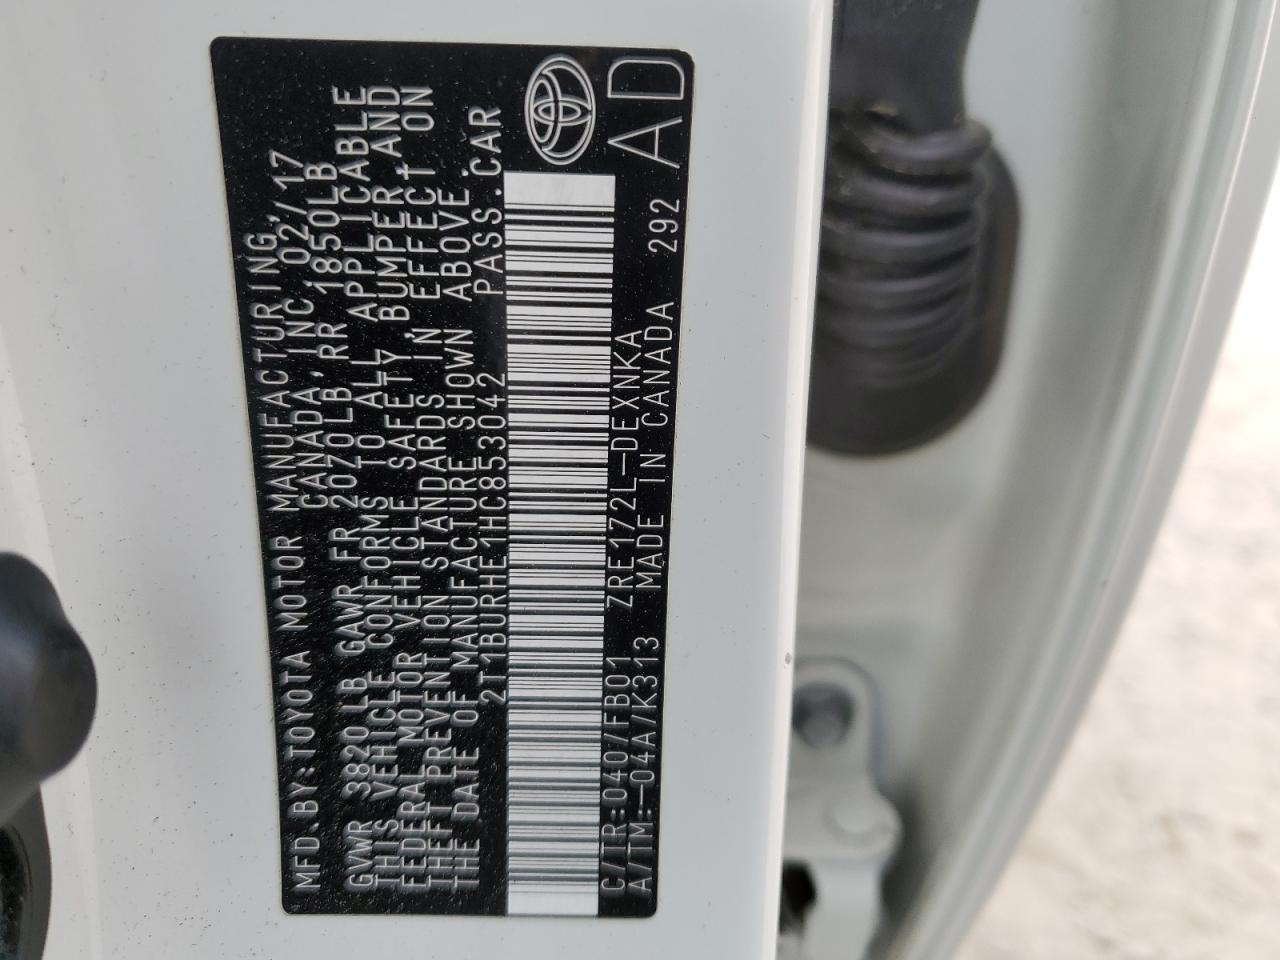 MFD.BY:TOYOTA MOTOR MANUFACTURING,
CANADA, INC. 02/17
GVWR 3820LB GAWR FR 2020LB, RR 1850LB
THIS VEHICLE CONFORMS TO ALL APPLICABLE
FEDERAL MOTOR VEHICLE SAFETY, BUMPER, AND
THEFT PREVENTION STANDARDS IN EFFECT ON
THE DATE OF MANUFACTURE SHOWN ABOVE.
2T1BURHE1HC853042 PASS.CAR
C/TR:040/FB01 ZRE172L-DEXNKA
A/TM:-04A/K313 MADE IN CANADA 292
AD